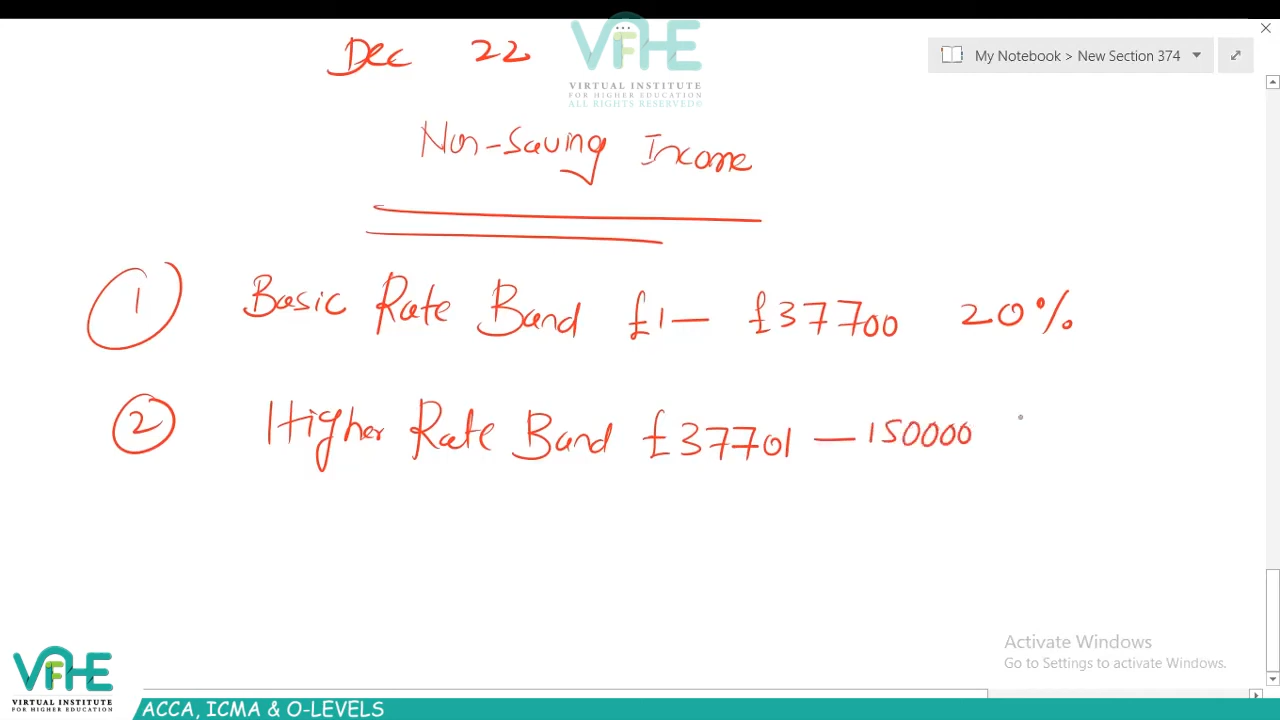 Dec 22
VIFHE
VIRTUAL INSTITUTE
FOR HIGHER EDUCATION
ALL RIGHTS RESERVED©
My Notebook > New Section 374
Non-Saving Income
1 Basic Rate Band £1 — £37700 20%
2 Higher Rate Band £37701 — 150000
Activate Windows
Go to Settings to activate Windows.
VIFHE
VIRTUAL INSTITUTE
FOR HIGHER EDUCATION
ACCA, ICMA & O-LEVELS